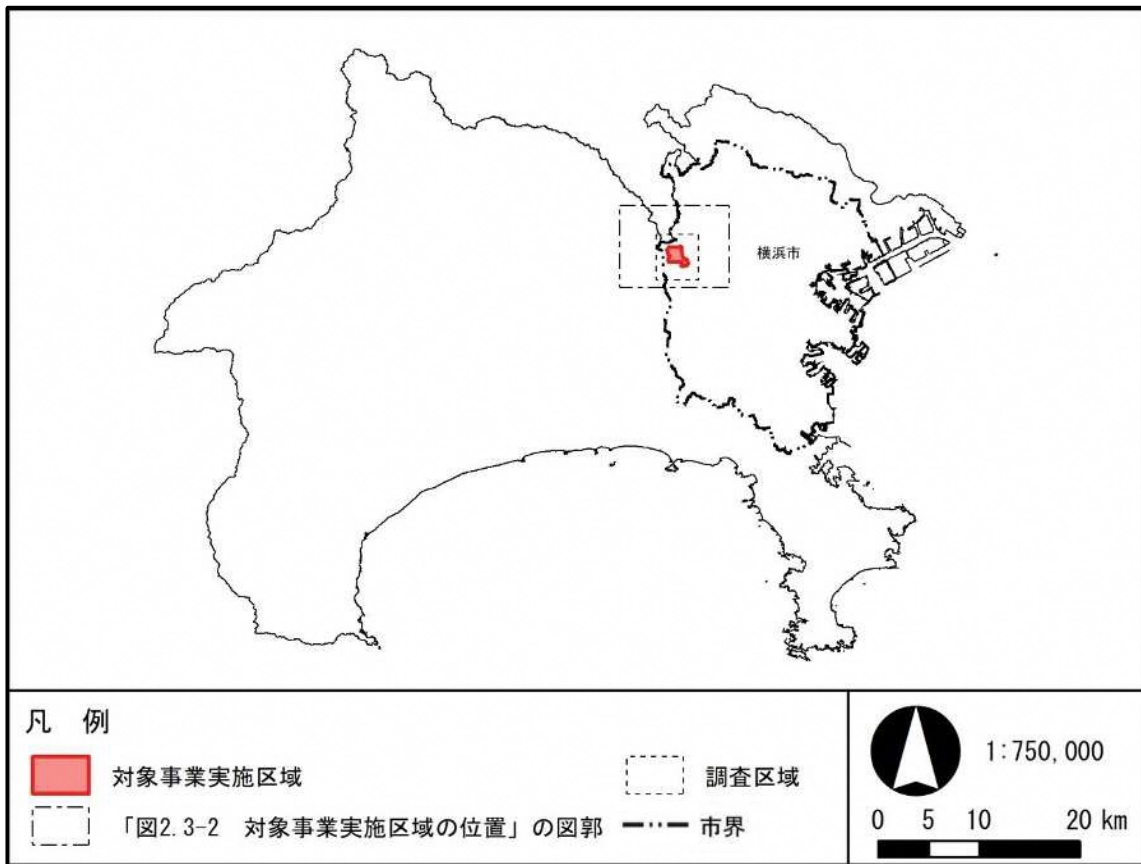 横浜市
凡 例
対象事業実施区域
調査区域
「図2.3-2 対象事業実施区域の位置」の図郭
市界
1:750,000
0 5 10 20 km